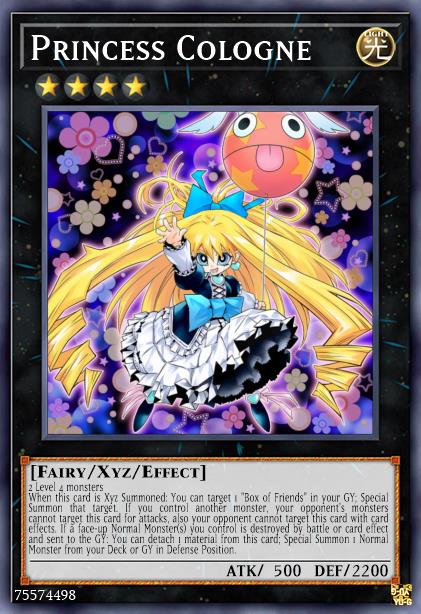 Princess Cologne
LIGHT
光
[Fairy/Xyz/Effect]
2 Level 4 monsters
When this card is Xyz Summoned: You can target 1 "Box of Friends" in your GY; Special
Summon that target. If you control another monster, your opponent's monsters
cannot target this card for attacks, also your opponent cannot target this card with card
effects. If a face-up Normal Monster(s) you control is destroyed by battle or card effect
and sent to the GY: You can detach 1 material from this card; Special Summon 1 Normal
Monster from your Deck or GY in Defense Position.
ATK/ 500 DEF/2200
75574498